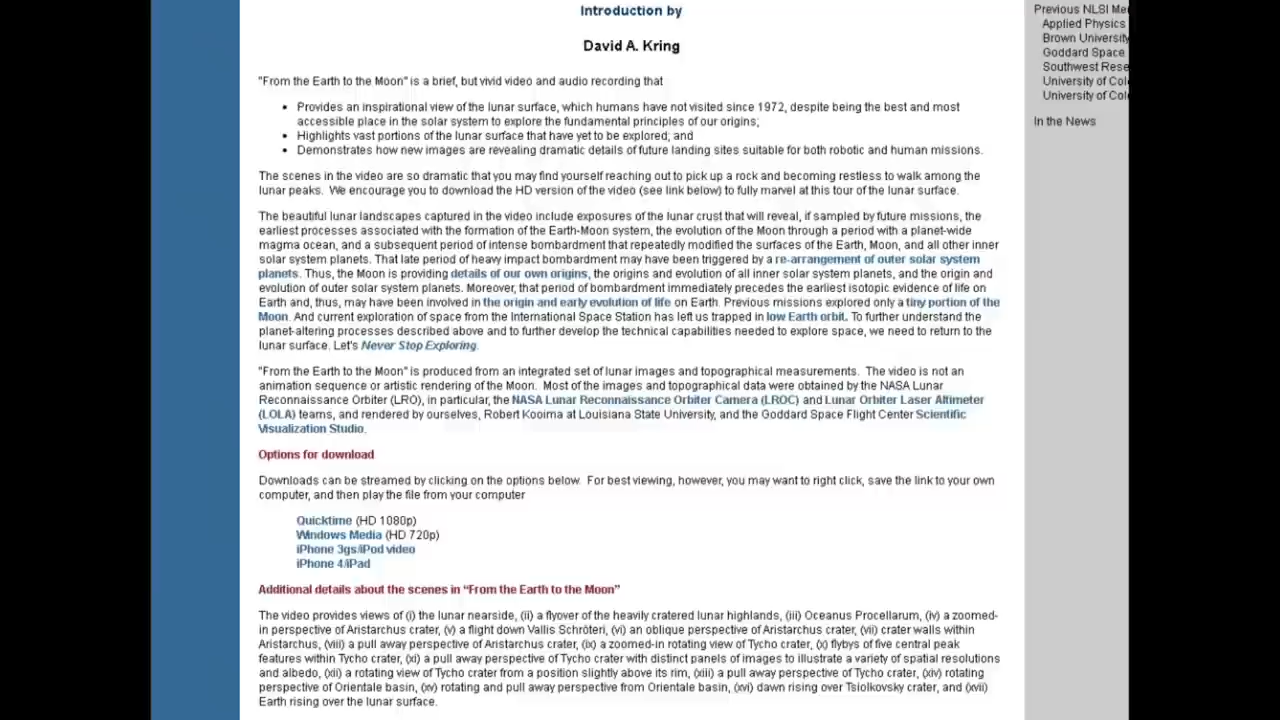 Introduction by
David A. Kring
"From the Earth to the Moon" is a brief, but vivid video and audio recording that
Provides an inspirational view of the lunar surface, which humans have not visited since 1972, despite being the best and most
accessible place in the solar system to explore the fundamental principles of our origins;
Highlights vast portions of the lunar surface that have yet to be explored; and
Demonstrates how new images are revealing dramatic details of future landing sites suitable for both robotic and human missions.
The scenes in the video are so dramatic that you may find yourself reaching out to pick up a rock and becoming restless to walk among the
lunar peaks. We encourage you to download the HD version of the video (see link below) to fully marvel at this tour of the lunar surface.
The beautiful lunar landscapes captured in the video include exposures of the lunar crust that will reveal, if sampled by future missions, the
earliest processes associated with the formation of the Earth-Moon system, the evolution of the Moon through a period with a planet-wide
magma ocean, and a subsequent period of intense bombardment that repeatedly modified the surfaces of the Earth, Moon, and all other inner
solar system planets. That late period of heavy impact bombardment may have been triggered by a re-arrangement of outer solar system
planets. Thus, the Moon is providing details of our own origins, the origins and evolution of all inner solar system planets, and the origin and
evolution of outer solar system planets. Moreover, that period of bombardment immediately precedes the earliest isotopic evidence of life on
Earth and, thus, may have been involved in the origin and early evolution of life on Earth. Previous missions explored only a tiny portion of the
Moon. And current exploration of space from the International Space Station has left us trapped in low Earth orbit. To further understand the
planet-altering processes described above and to further develop the technical capabilities needed to explore space, we need to return to the
lunar surface. Let's Never Stop Exploring.
"From the Earth to the Moon" is produced from an integrated set of lunar images and topographical measurements. The video is not an
animation sequence or artistic rendering of the Moon. Most of the images and topographical data were obtained by the NASA Lunar
Reconnaissance Orbiter (LRO), in particular, the NASA Lunar Reconnaissance Orbiter Camera (LROC) and Lunar Orbiter Laser Altimeter
(LOLA) teams, and rendered by ourselves, Robert Kooima at Louisiana State University, and the Goddard Space Flight Center Scientific
Visualization Studio.
Options for download
Downloads can be streamed by clicking on the options below. For best viewing, however, you may want to right click, save the link to your own
computer, and then play the file from your computer
Quicktime (HD 1080p)
Windows Media (HD 720p)
iPhone 3gs/iPod video
iPhone 4/iPad
Additional details about the scenes in “From the Earth to the Moon”
The video provides views of (i) the lunar nearside, (ii) a flyover of the heavily cratered lunar highlands, (iii) Oceanus Procellarum, (iv) a zoomed-
in perspective of Aristarchus crater, (v) a flight down Vallis Schröteri, (vi) an oblique perspective of Aristarchus crater, (vii) crater walls within
Aristarchus, (viii) a pull away perspective of Aristarchus crater, (ix) a zoomed-in rotating view of Tycho crater, (x) flybys of five central peak
features within Tycho crater, (xi) a pull away perspective of Tycho crater with distinct panels of images to illustrate a variety of spatial resolutions
and albedo, (xii) a rotating view of Tycho crater from a position slightly above its rim, (xiii) a pull away perspective of Tycho crater, (xiv) rotating
perspective of Orientale basin, (xv) rotating and pull away perspective from Orientale basin, (xvi) dawn rising over Tsiolkovsky crater, and (xvii)
Earth rising over the lunar surface.
Previous NLSI Me
Applied Physics
Brown University
Goddard Space
Southwest Rese
University of Col
University of Col
In the News